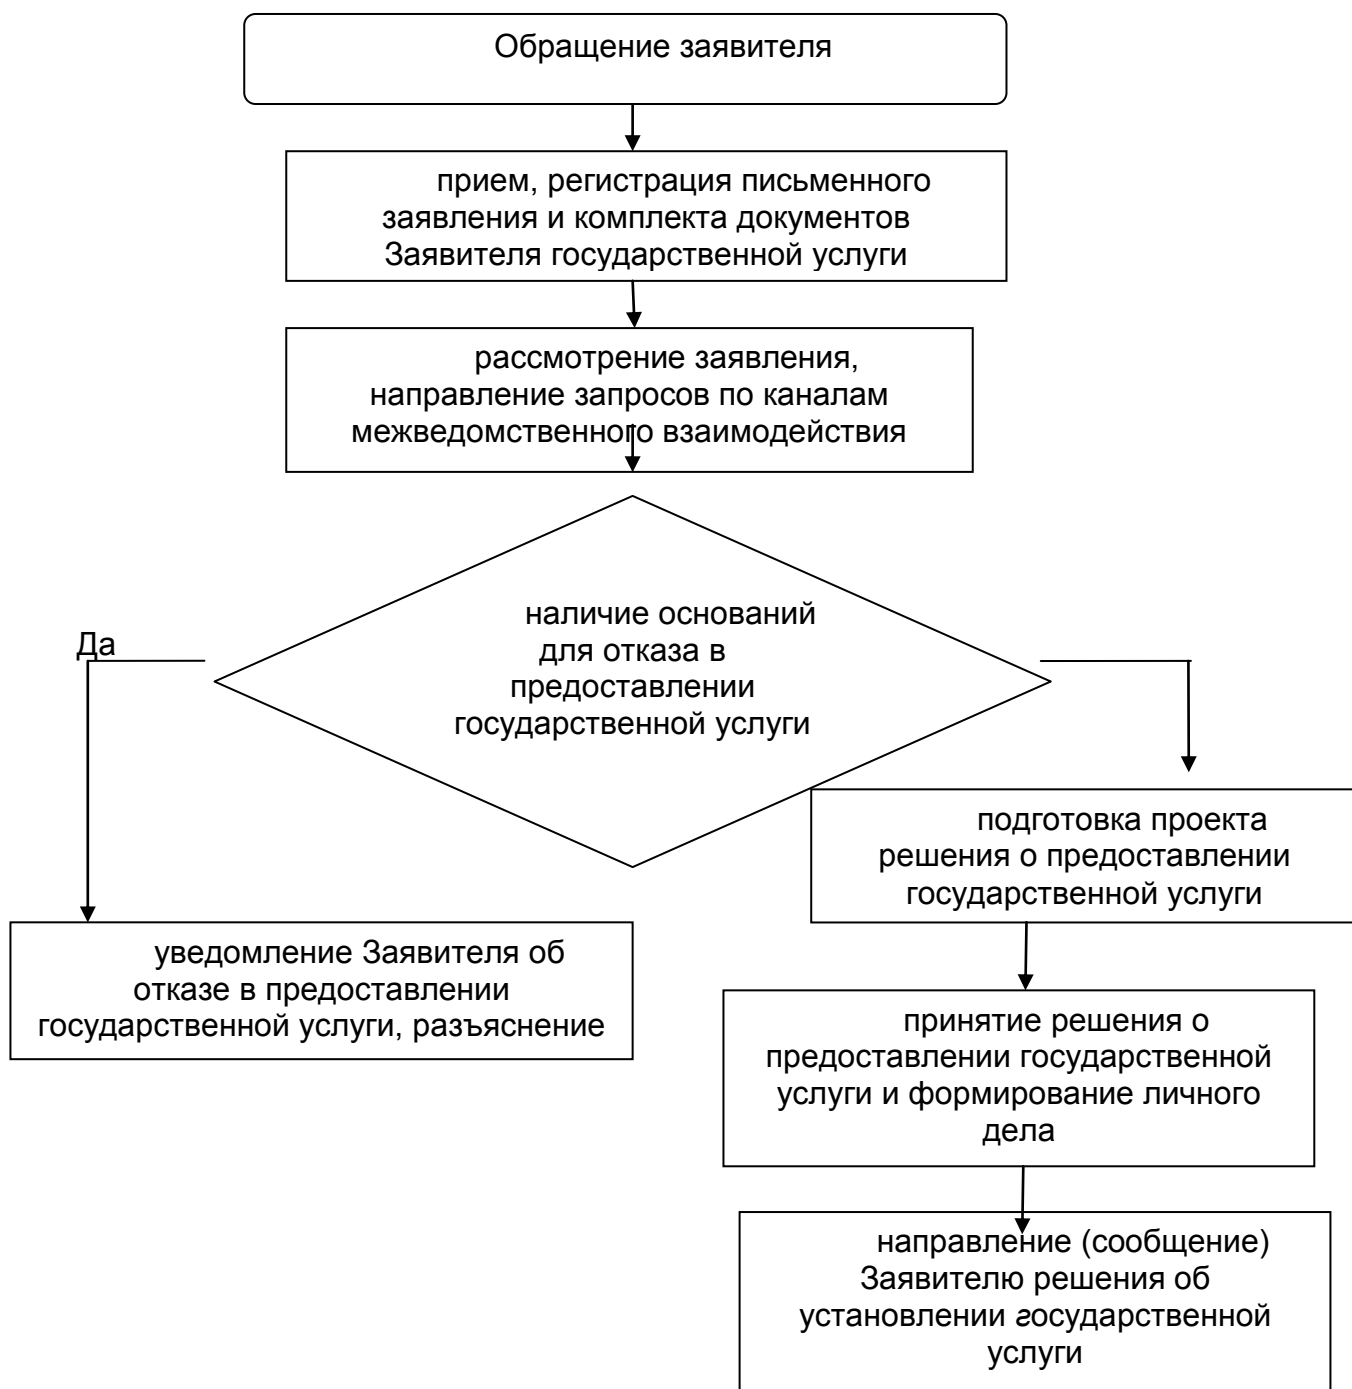 Обращение заявителя
прием, регистрация письменного
заявления и комплекта документов
Заявителя государственной услуги
рассмотрение заявления,
направление запросов по каналам
межведомственного взаимодействия
наличие оснований
для отказа в
предоставлении
государственной услуги
Да
подготовка проекта
решения о предоставлении
государственной услуги
уведомление Заявителя об
отказе в предоставлении
государственной услуги, разъяснение
принятие решения о
предоставлении государственной
услуги и формирование личного
дела
направление (сообщение)
Заявителю решения об
установлении государственной
услуги